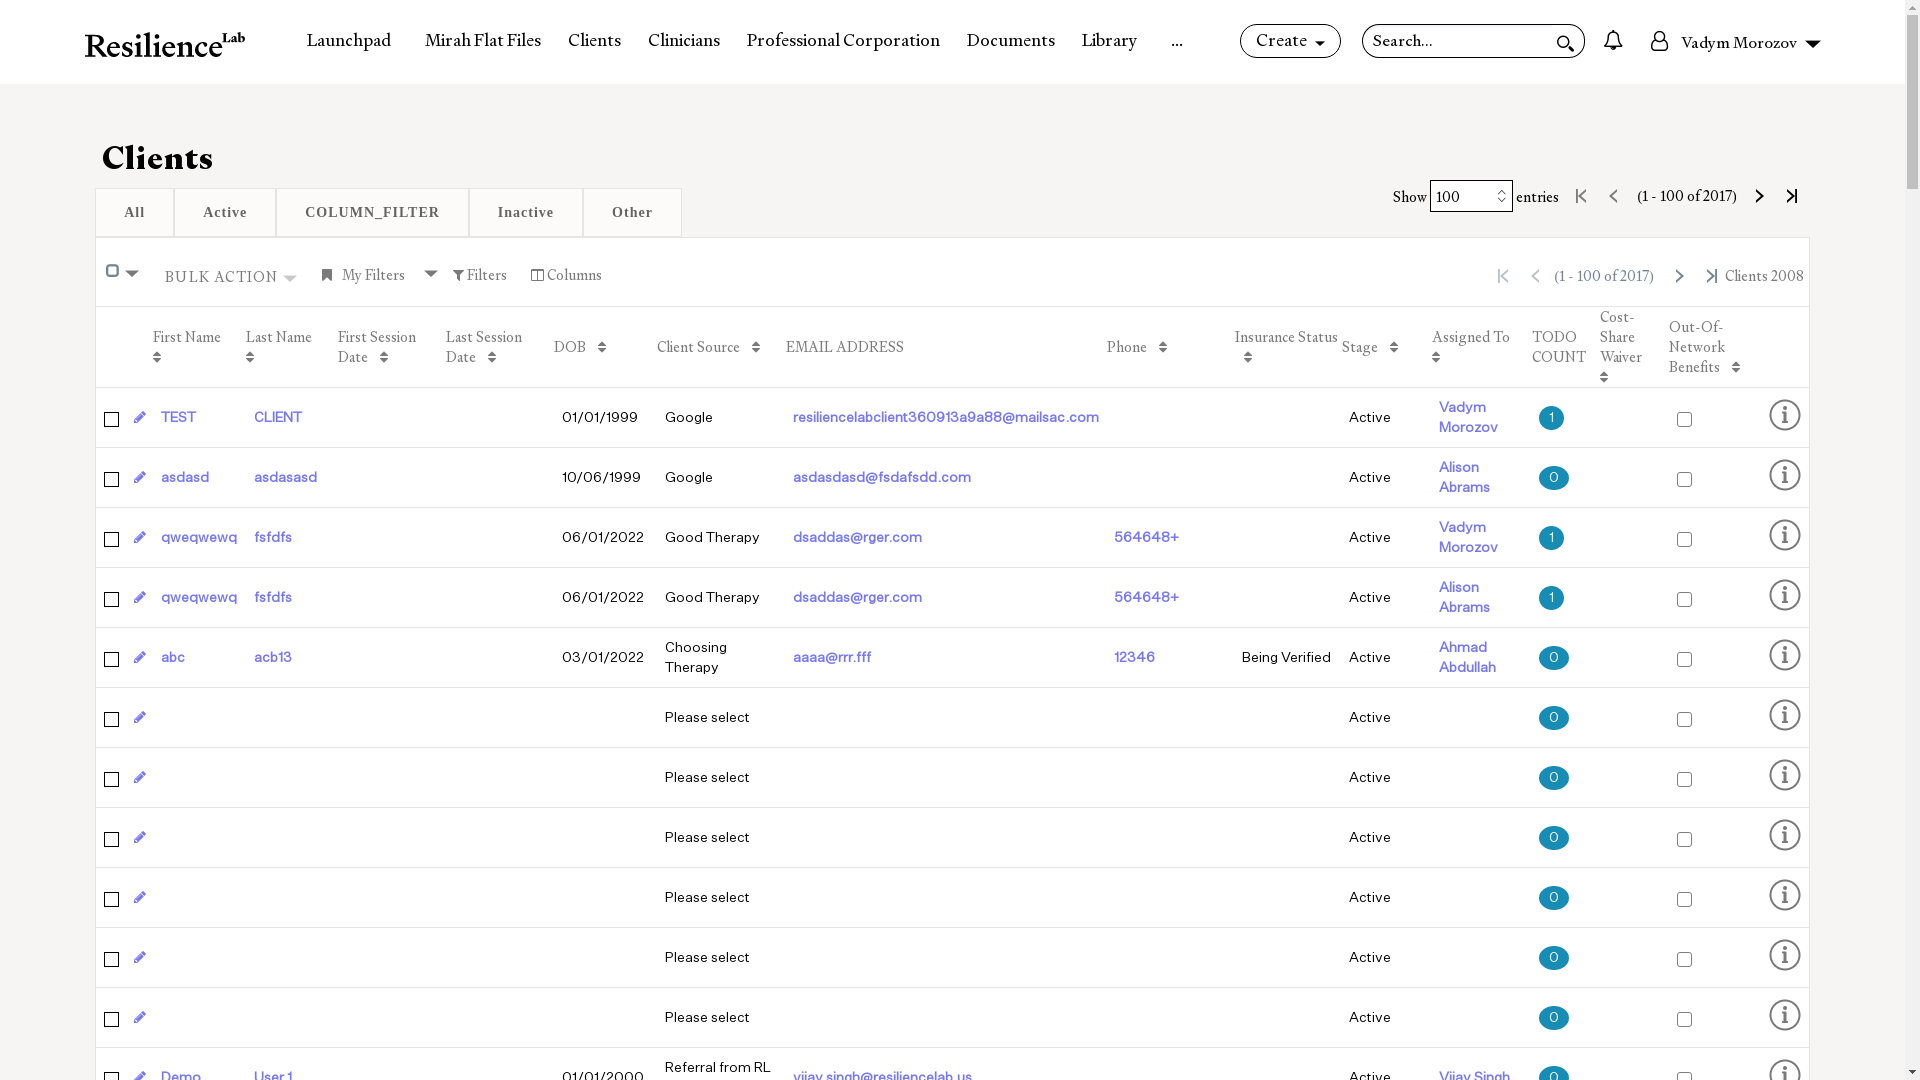 ResilienceLab Launchpad Mirah Flat Files Clients Clinicians Professional Corporation Documents Library ... Create Search... Vadym Morozov
Clients
Show 100 entries (1 - 100 of 2017)
All Active COLUMN_FILTER Inactive Other
BULK ACTION My Filters Filters Columns (1 - 100 of 2017) Clients 2008
First Name Last Name First Session Date Last Session Date DOB Client Source EMAIL ADDRESS Phone Insurance Status Stage Assigned To TODO COUNT Cost-Share Waiver Out-Of-Network Benefits
TEST CLIENT 01/01/1999 Google resiliencelabclient360913a9a88@mailsac.com Active Vadym Morozov 1
asdasd asdasasd 10/06/1999 Google asdasdasd@fsdafsdd.com Active Alison Abrams 0
qweqwewq fsfdfs 06/01/2022 Good Therapy dsaddas@rger.com 564648+ Active Vadym Morozov 1
qweqwewq fsfdfs 06/01/2022 Good Therapy dsaddas@rger.com 564648+ Active Alison Abrams 1
abc acb13 03/01/2022 Choosing Therapy aaaa@rrr.fff 12346 Being Verified Active Ahmad Abdullah 0
Please select Active 0
Please select Active 0
Please select Active 0
Please select Active 0
Please select Active 0
Please select Active 0
Demo User 1 01/01/2000 Referral from RL vijay.singh@resiliencelab.us Active Vijay Singh 0